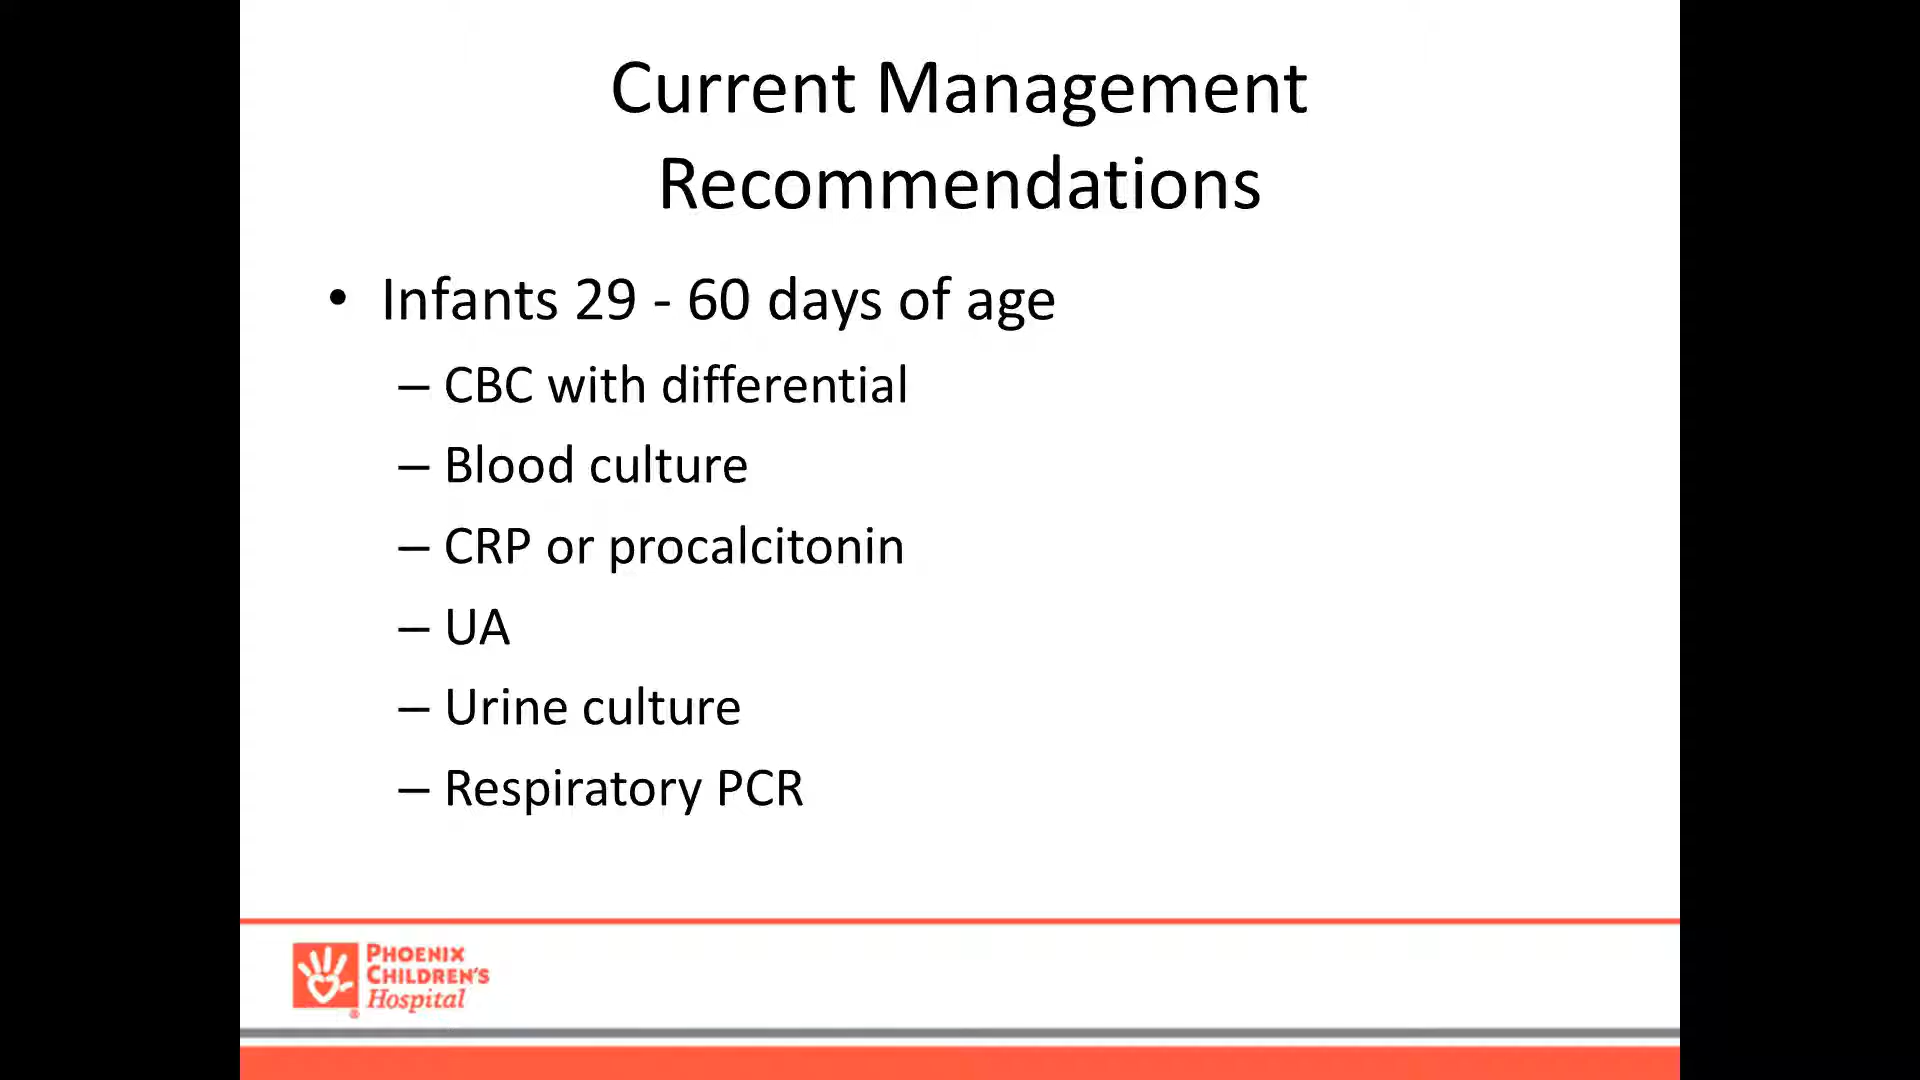 Current Management
Recommendations
• Infants 29 - 60 days of age
– CBC with differential
– Blood culture
– CRP or procalcitonin
– UA
– Urine culture
– Respiratory PCR
PHOENIX
CHILDREN'S
Hospital
®